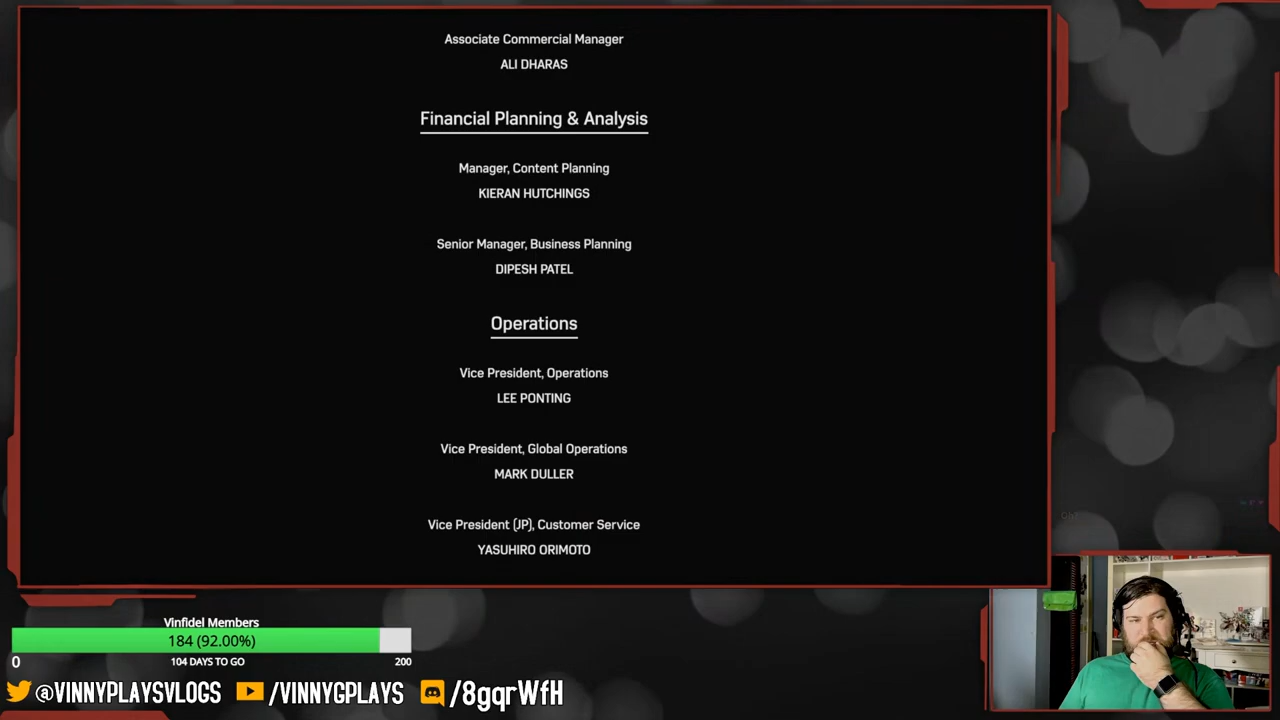 Associate Commercial Manager
ALI DHARAS
Financial Planning & Analysis
Manager, Content Planning
KIERAN HUTCHINGS
Senior Manager, Business Planning
DIPESH PATEL
Operations
Vice President, Operations
LEE PONTING
Vice President, Global Operations
MARK DULLER
Vice President (JP), Customer Service
YASUHIRO ORIMOTO
Vinfidel Members
184 (92.00%)
0
104 DAYS TO GO
200
@VINNYPLAYSVLOGS
/VINNYGPLAYS
/8gqrWfH